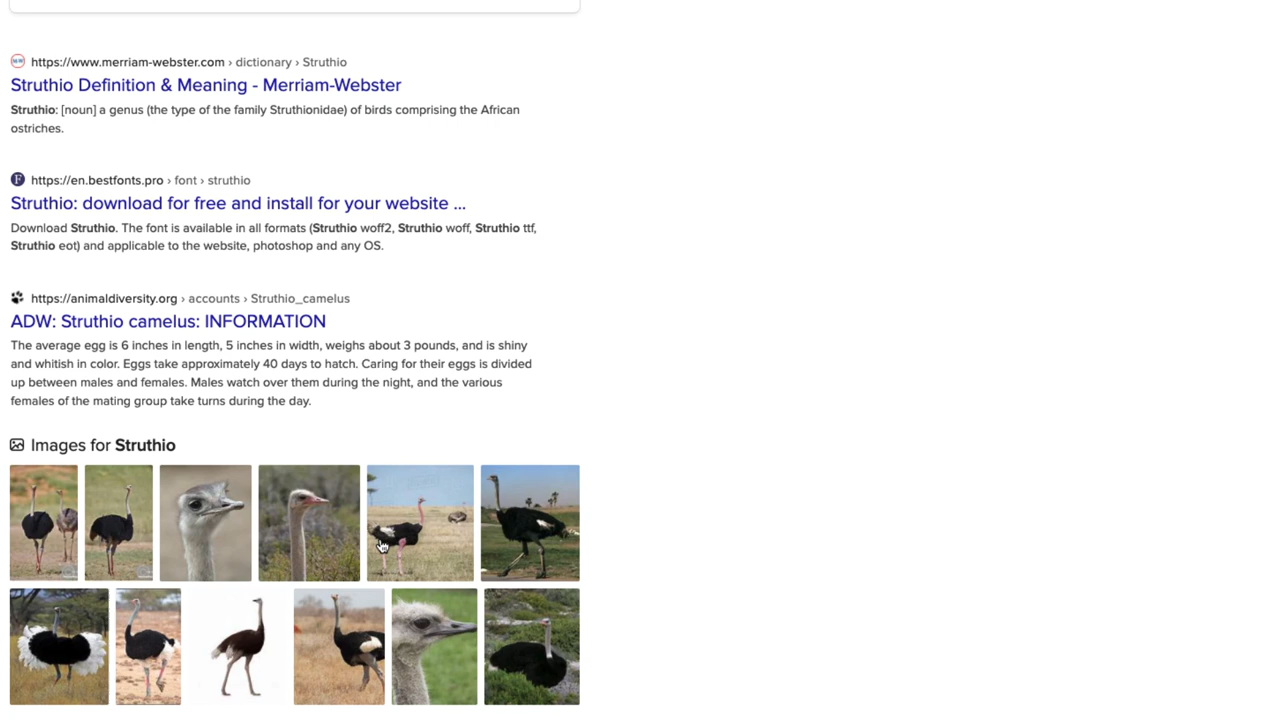 https://www.merriam-webster.com › dictionary › Struthio
Struthio Definition & Meaning - Merriam-Webster
Struthio: [noun] a genus (the type of the family Struthionidae) of birds comprising the African
ostriches.
https://en.bestfonts.pro › font › struthio
Struthio: download for free and install for your website ...
Download Struthio. The font is available in all formats (Struthio woff2, Struthio woff, Struthio ttf,
Struthio eot) and applicable to the website, photoshop and any OS.
https://animaldiversity.org › accounts › Struthio_camelus
ADW: Struthio camelus: INFORMATION
The average egg is 6 inches in length, 5 inches in width, weighs about 3 pounds, and is shiny
and whitish in color. Eggs take approximately 40 days to hatch. Caring for their eggs is divided
up between males and females. Males watch over them during the night, and the various
females of the mating group take turns during the day.
Images for Struthio